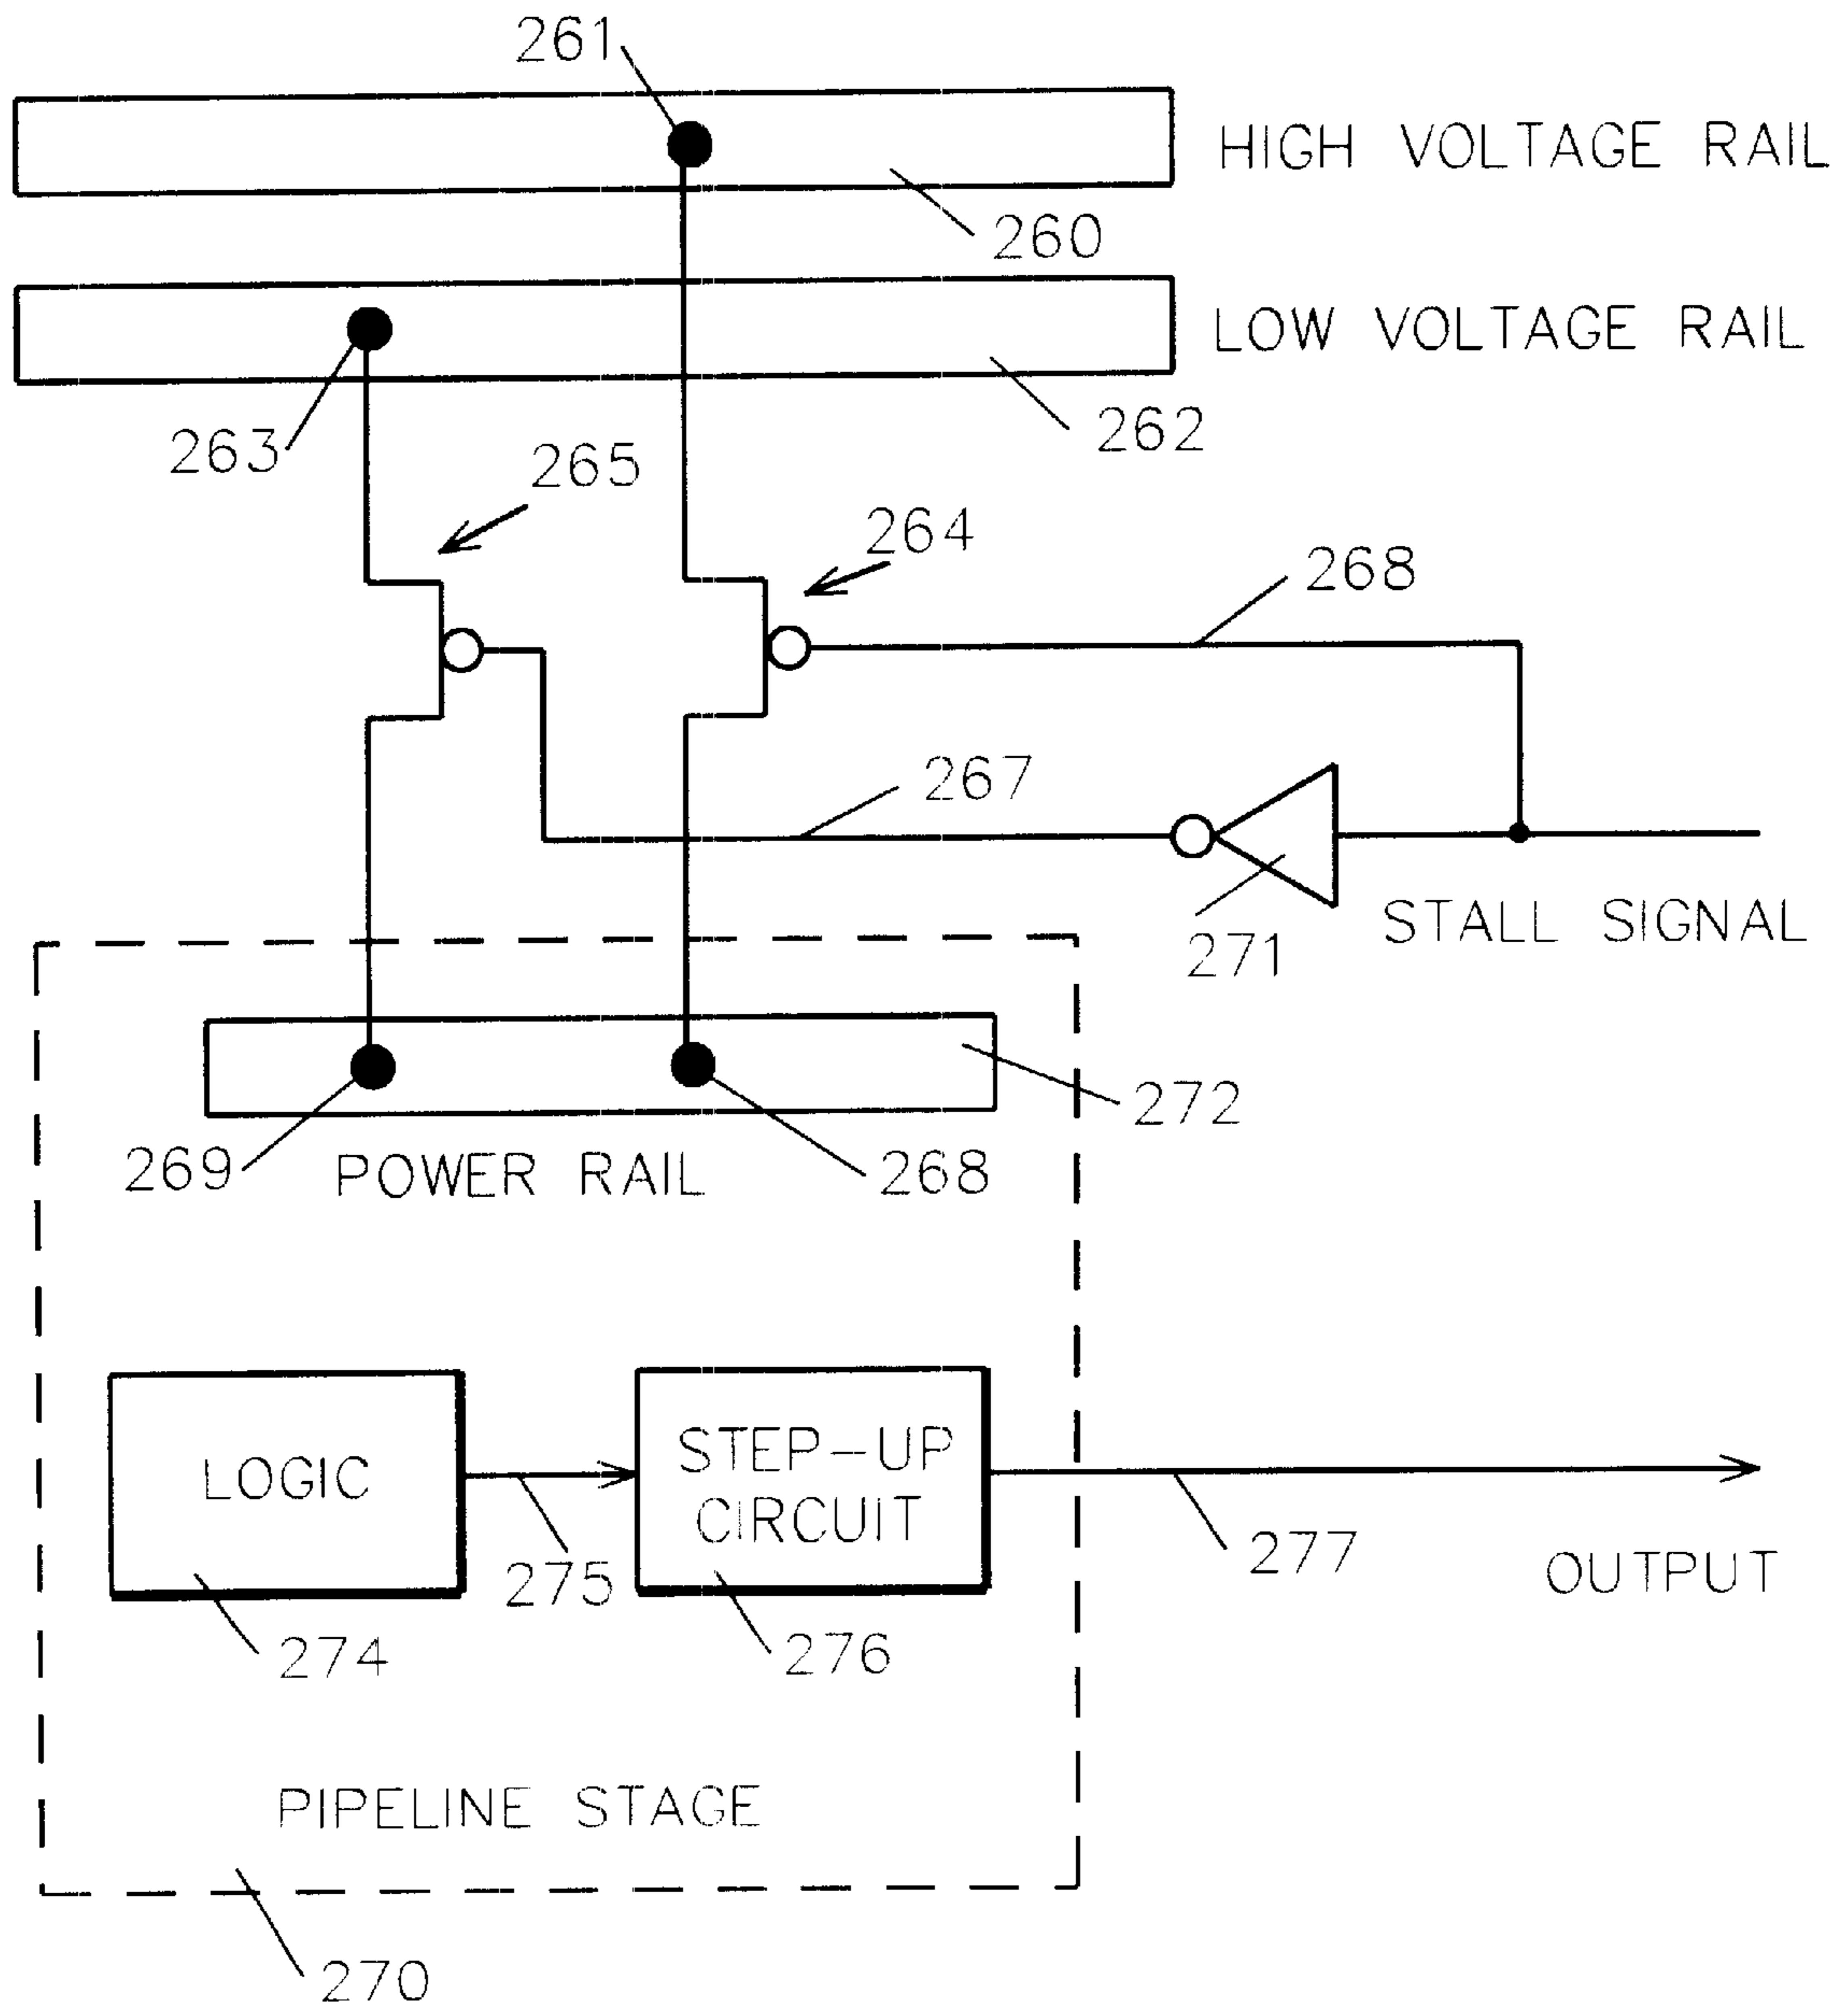 261
HIGH VOLTAGE RAIL
260
LOW VOLTAGE RAIL
263
262
265
264
268
267
271
STALL SIGNAL
272
269
POWER RAIL
268
LOGIC
STEP-UP
CIRCUIT
275
277
OUTPUT
274
276
PIPELINE STAGE
270